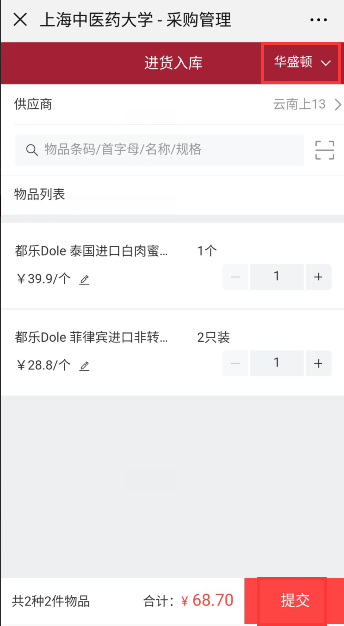 上海中医药大学 - 采购管理
进货入库 华盛顿
供应商 云南上13
物品条码/首字母/名称/规格
物品列表
都乐Dole 泰国进口白肉蜜... 1个
￥39.9/个 － 1 +
都乐Dole 菲律宾进口非转... 2只装
￥28.8/个 － 1 +
共2种2件物品 合计：￥68.70 提交